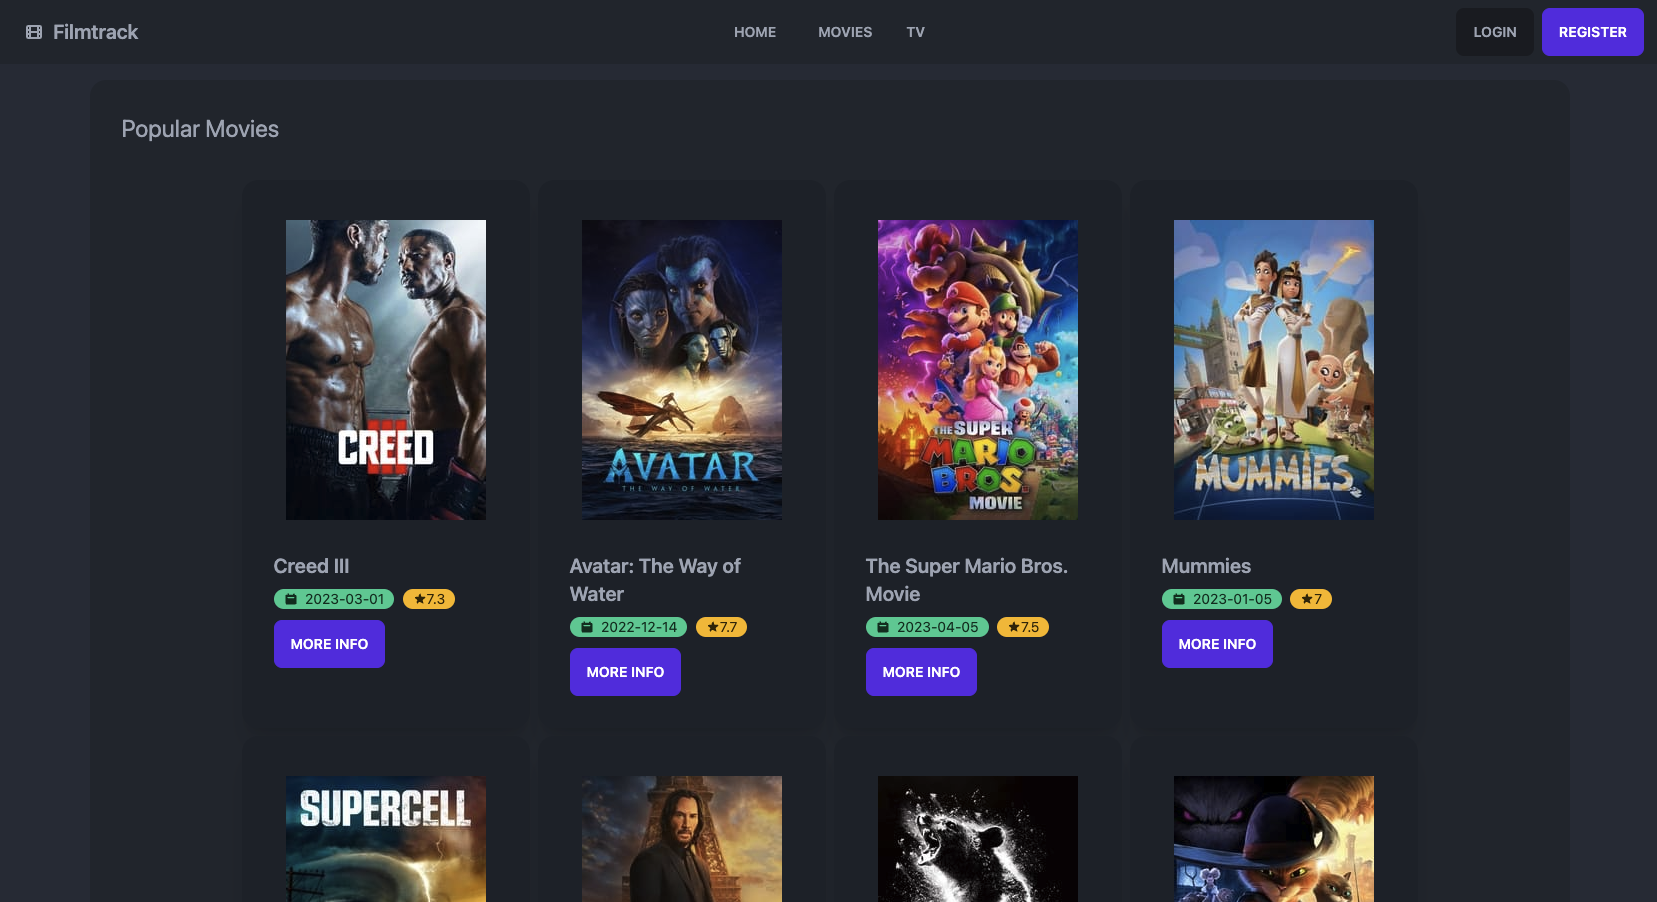 Filmtrack
HOME
MOVIES
TV
LOGIN
REGISTER
Popular Movies
CREED
III
AVATAR
THE WAY OF WATER
THE SUPER
MARIO
BROS.
MOVIE
MUMMIES
Creed III
2023-03-01
7.3
MORE INFO
Avatar: The Way of
Water
2022-12-14
7.7
MORE INFO
The Super Mario Bros.
Movie
2023-04-05
7.5
MORE INFO
Mummies
2023-01-05
7
MORE INFO
SUPERCELL